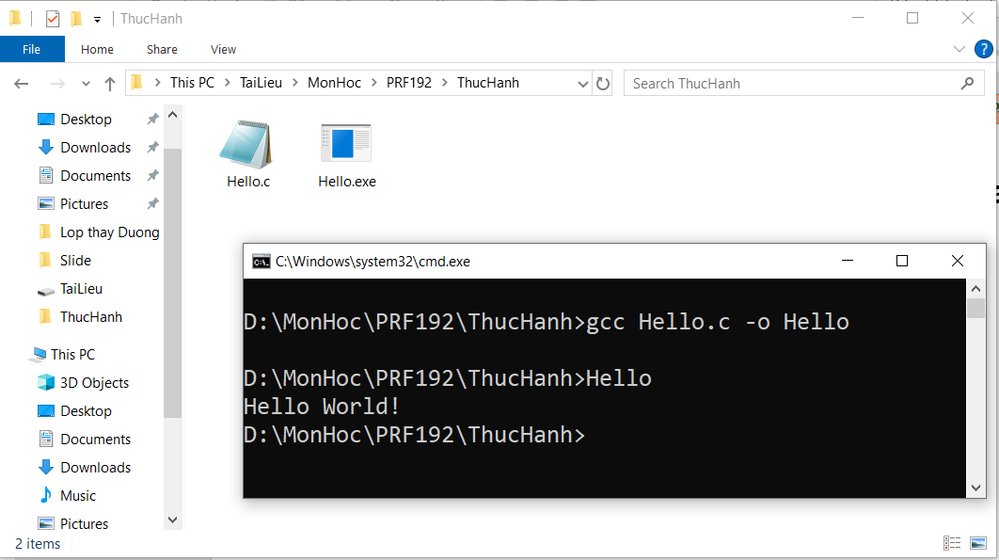 ThucHanh
File Home Share View
This PC TaiLieu MonHoc PRF192 ThucHanh
Search ThucHanh
Desktop
Downloads
Documents
Pictures
Lop thay Duong
Slide
TaiLieu
ThucHanh
This PC
3D Objects
Desktop
Documents
Downloads
Music
Pictures
2 items
Hello.c Hello.exe
C:\Windows\system32\cmd.exe
D:\MonHoc\PRF192\ThucHanh>gcc Hello.c -o Hello
D:\MonHoc\PRF192\ThucHanh>Hello
Hello World!
D:\MonHoc\PRF192\ThucHanh>